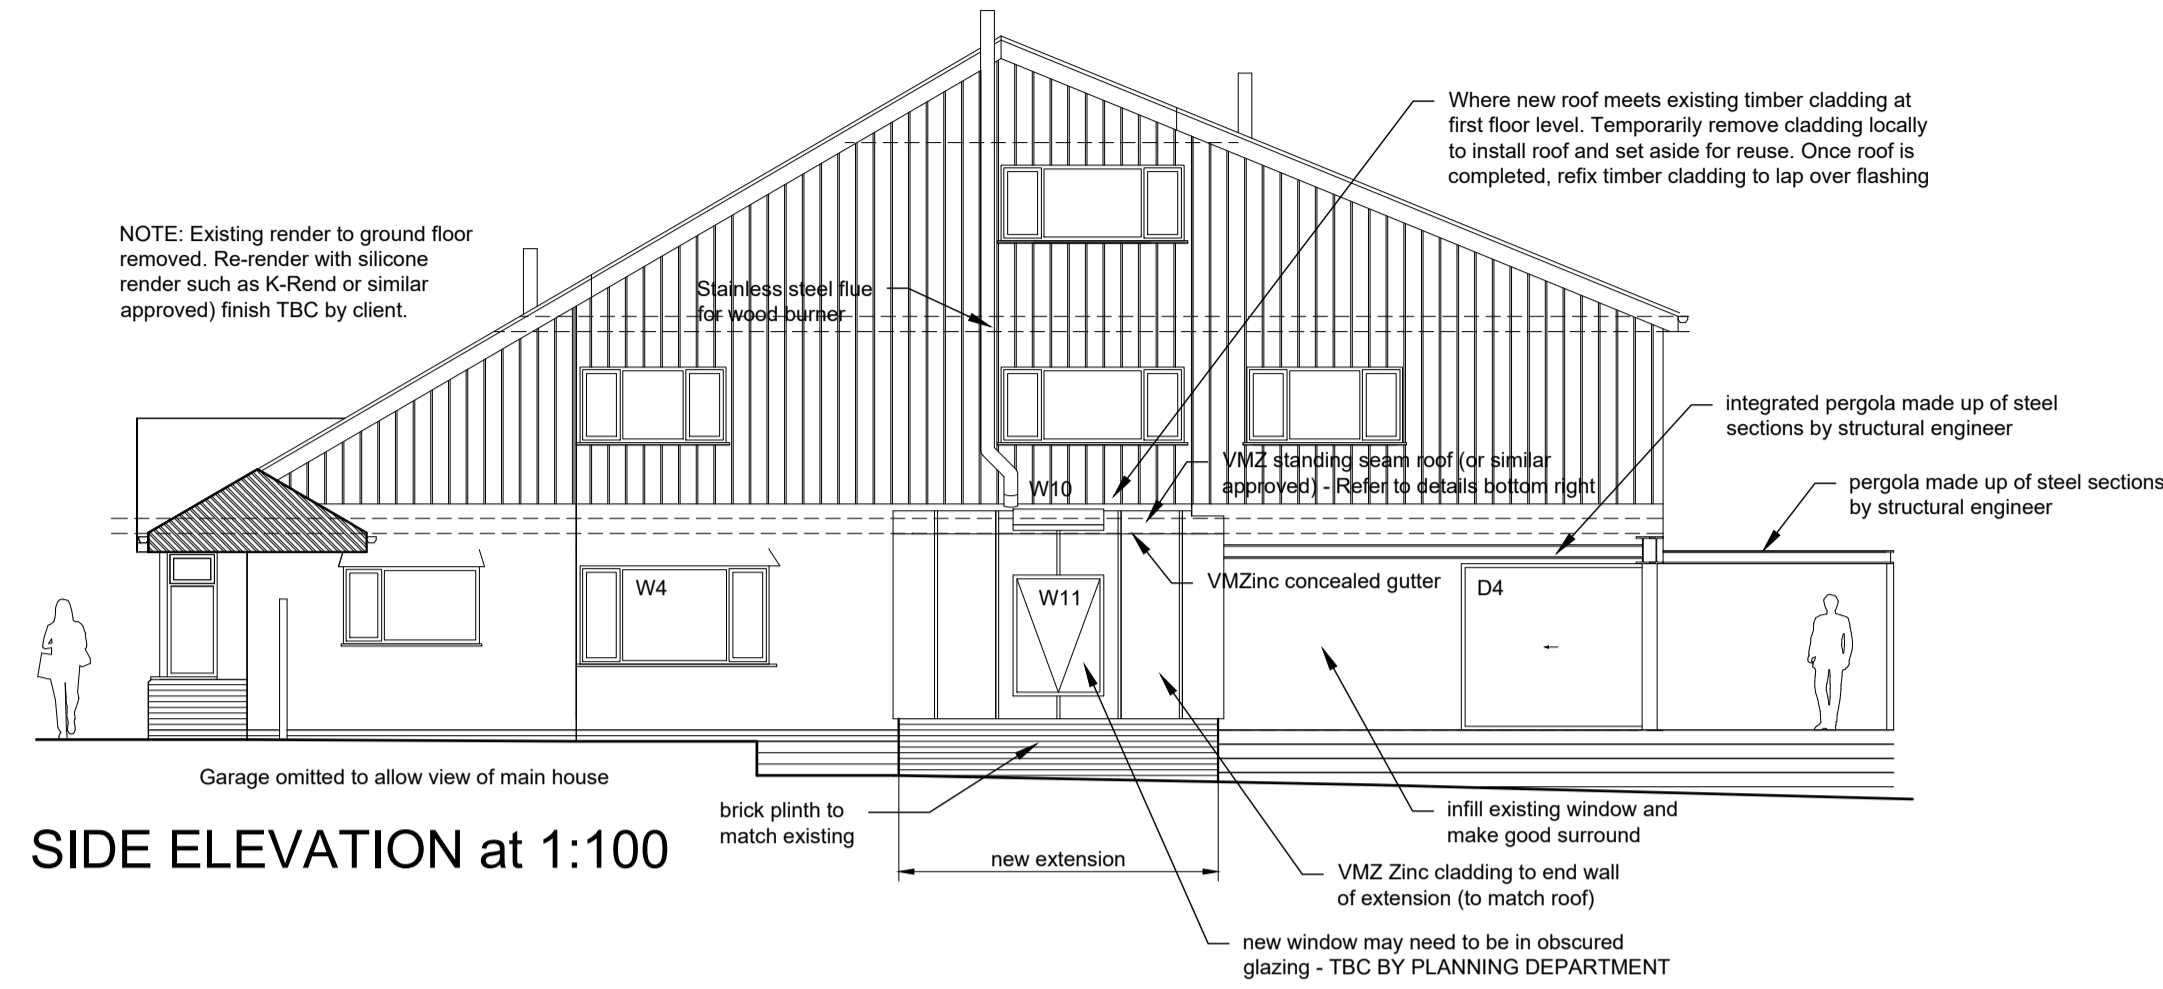 Where new roof meets existing timber cladding at
first floor level. Temporarily remove cladding locally
to install roof and set aside for reuse. Once roof is
completed, refix timber cladding to lap over flashing
NOTE: Existing render to ground floor
removed. Re-render with silicone
render such as K-Rend or similar
approved) finish TBC by client.
Stainless steel flue
for wood burner
integrated pergola made up of steel
sections by structural engineer
VMZ standing seam roof (or similar
approved) - Refer to details bottom right
pergola made up of steel sections
by structural engineer
W10
VMZinc concealed gutter
W4
W11
D4
Garage omitted to allow view of main house
brick plinth to
match existing
infill existing window and
make good surround
SIDE ELEVATION at 1:100
new extension
VMZ Zinc cladding to end wall
of extension (to match roof)
new window may need to be in obscured
glazing - TBC BY PLANNING DEPARTMENT